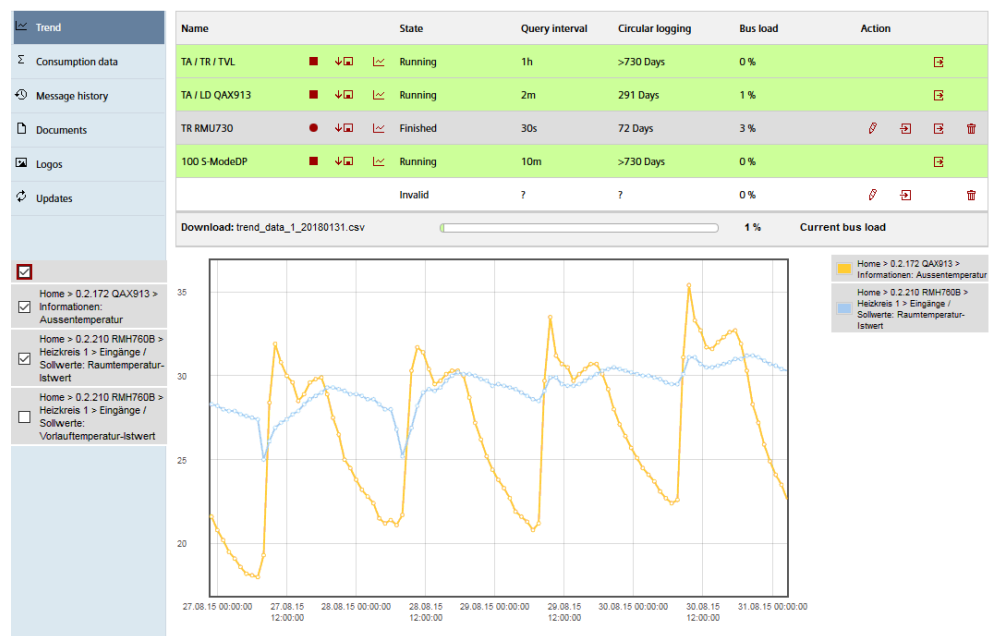 Trend
Consumption data
Message history
Documents
Logos
Updates
Name State Query interval Circular logging Bus load Action
TA / TR / TVL Running 1h >730 Days 0 %
TA / LD QAX913 Running 2m 291 Days 1 %
TR RMU730 Finished 30s 72 Days 3 %
100 S-ModeDP Running 10m >730 Days 0 %
Invalid ? ? 0 %
Download: trend_data_1_20180131.csv 1 % Current bus load
Home > 0.2.172 QAX913 >
Informationen:
Aussentemperatur
Home > 0.2.210 RMH760B >
Heizkreis 1 > Eingänge /
Sollwerte: Raumtemperatur-
Istwert
Home > 0.2.210 RMH760B >
Heizkreis 1 > Eingänge /
Sollwerte:
Vorlauftemperatur-Istwert
35
30
25
20
27.08.15 00:00:00
27.08.15
12:00:00
28.08.15 00:00:00
28.08.15
12:00:00
29.08.15 00:00:00
29.08.15
12:00:00
30.08.15 00:00:00
30.08.15
12:00:00
31.08.15 00:00:00
Home > 0.2.172 QAX913 >
Informationen: Aussentemperatur
Home > 0.2.210 RMH760B >
Heizkreis 1 > Eingänge /
Sollwerte: Raumtemperatur-
Istwert